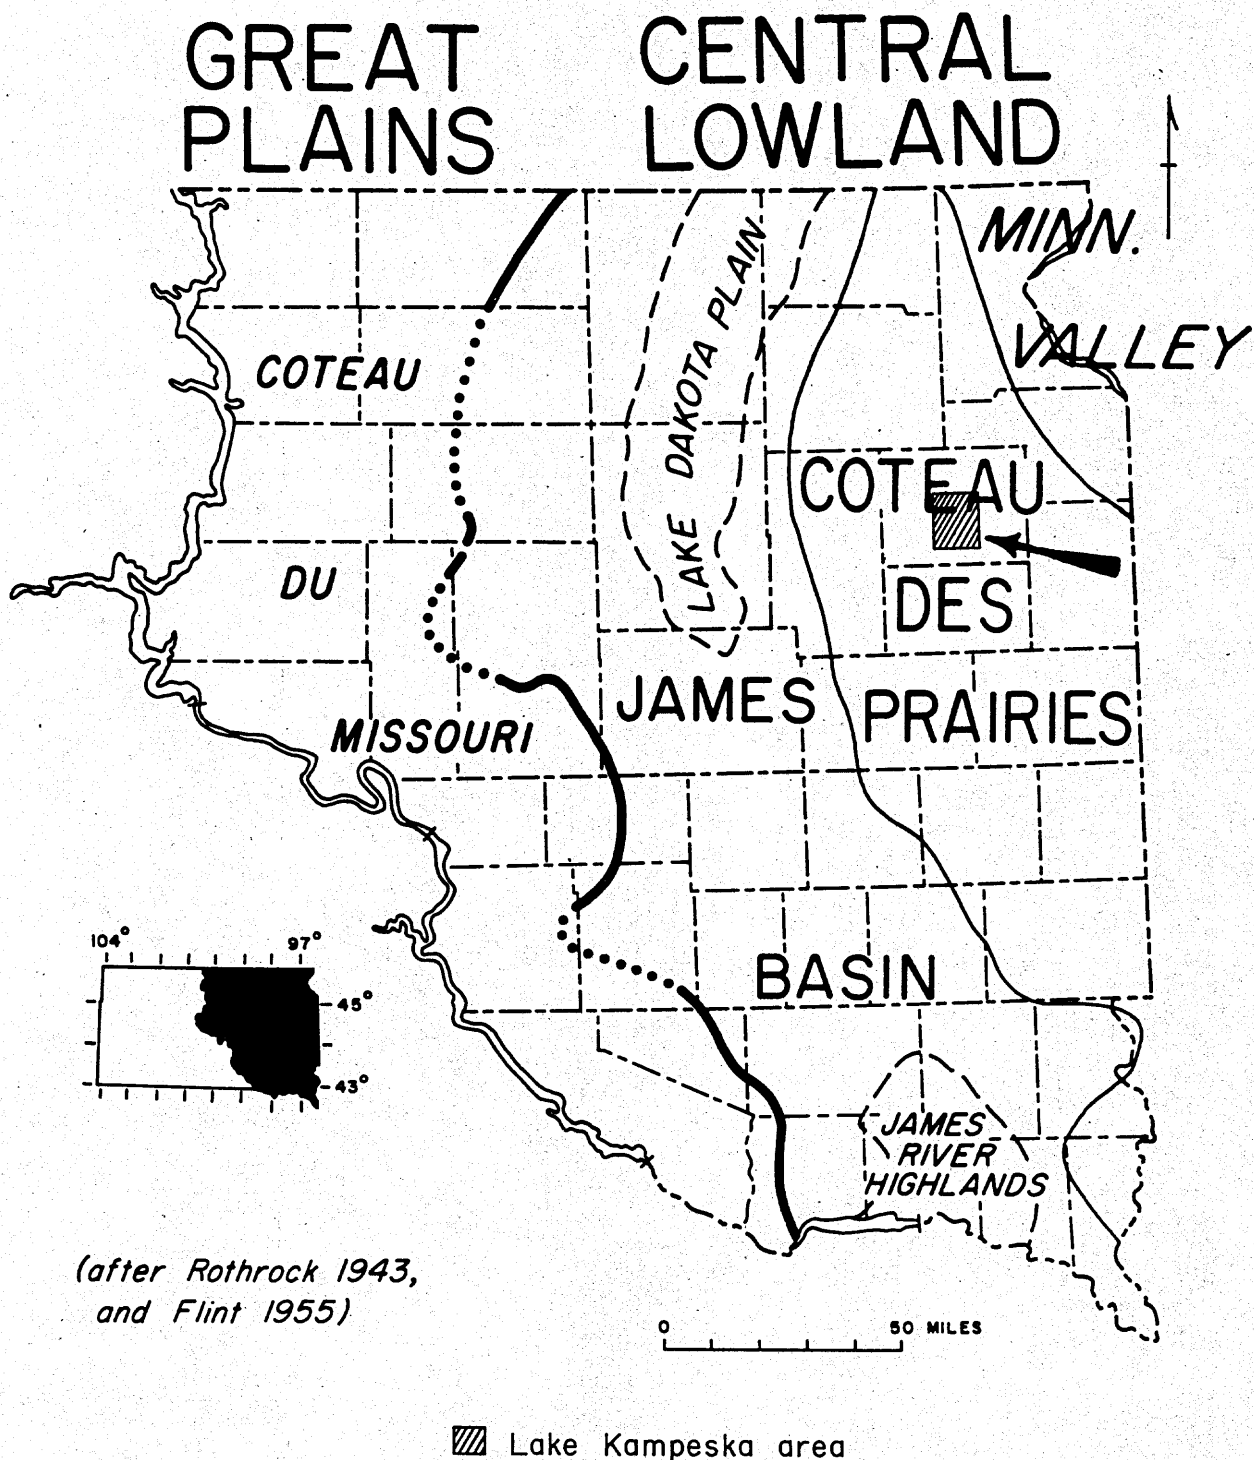 GREAT
PLAINS
CENTRAL
LOWLAND
MINN.
VALLEY
LAKE DAKOTA PLAIN
COTEAU
DU
MISSOURI
COTEAU
DES
PRAIRIES
JAMES
BASIN
JAMES
RIVER
HIGHLANDS
104° 97°
45°
43°
(after Rothrock 1943,
and Flint 1955)
0 50 MILES
Lake Kampeska area